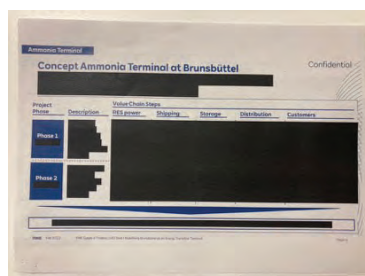 Ammonia Terminal
Concept Ammonia Terminal at Brunsbüttel
Confidential
Project Phase
Description
Value Chain Steps
RES power
Shipping
Storage
Distribution
Customers
Phase 1
Phase 2